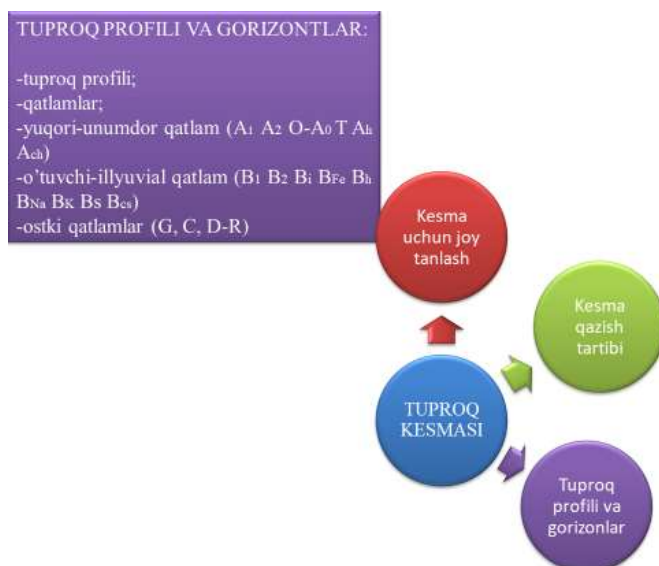 TUPROQ PROFILI VA GORIZONTLAR:
-tuproq profili;
-qatlamlar;
-yuqori-unumdor qatlam (A1 A2 O-A0 T Ah
Ach)
-o'tuvchi-illyuvial qatlam (B1 B2 Bi BFe Bh
BNa BK Bs Bcs)
-ostki qatlamlar (G, C, D-R)
Kesma
uchun joy
tanlash
Kesma
qazish
tartibi
TUPROQ
KESMASI
Tuproq
profili va
gorizonlar